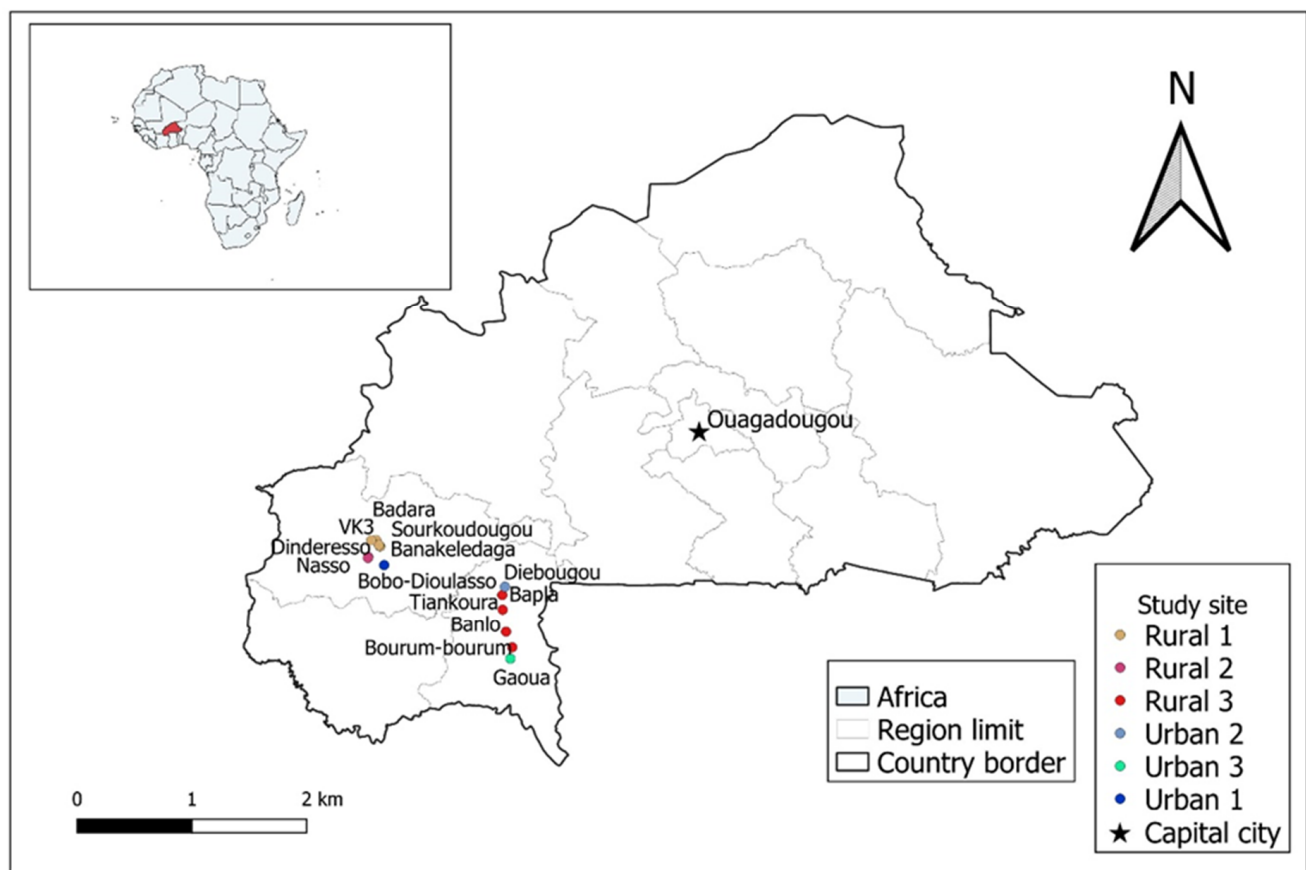 N
Ouagadougou
Badara
VK3
Sourkoudougou
Dinderesso
Banakeledaga
Nasso
Bobo-Dioulasso
Diebougou
Bapla
Tiankoura
Banlo
Bourum-bourum
Gaoua
0 1 2 km
Africa
Region limit
Country border
Study site
Rural 1
Rural 2
Rural 3
Urban 2
Urban 3
Urban 1
Capital city